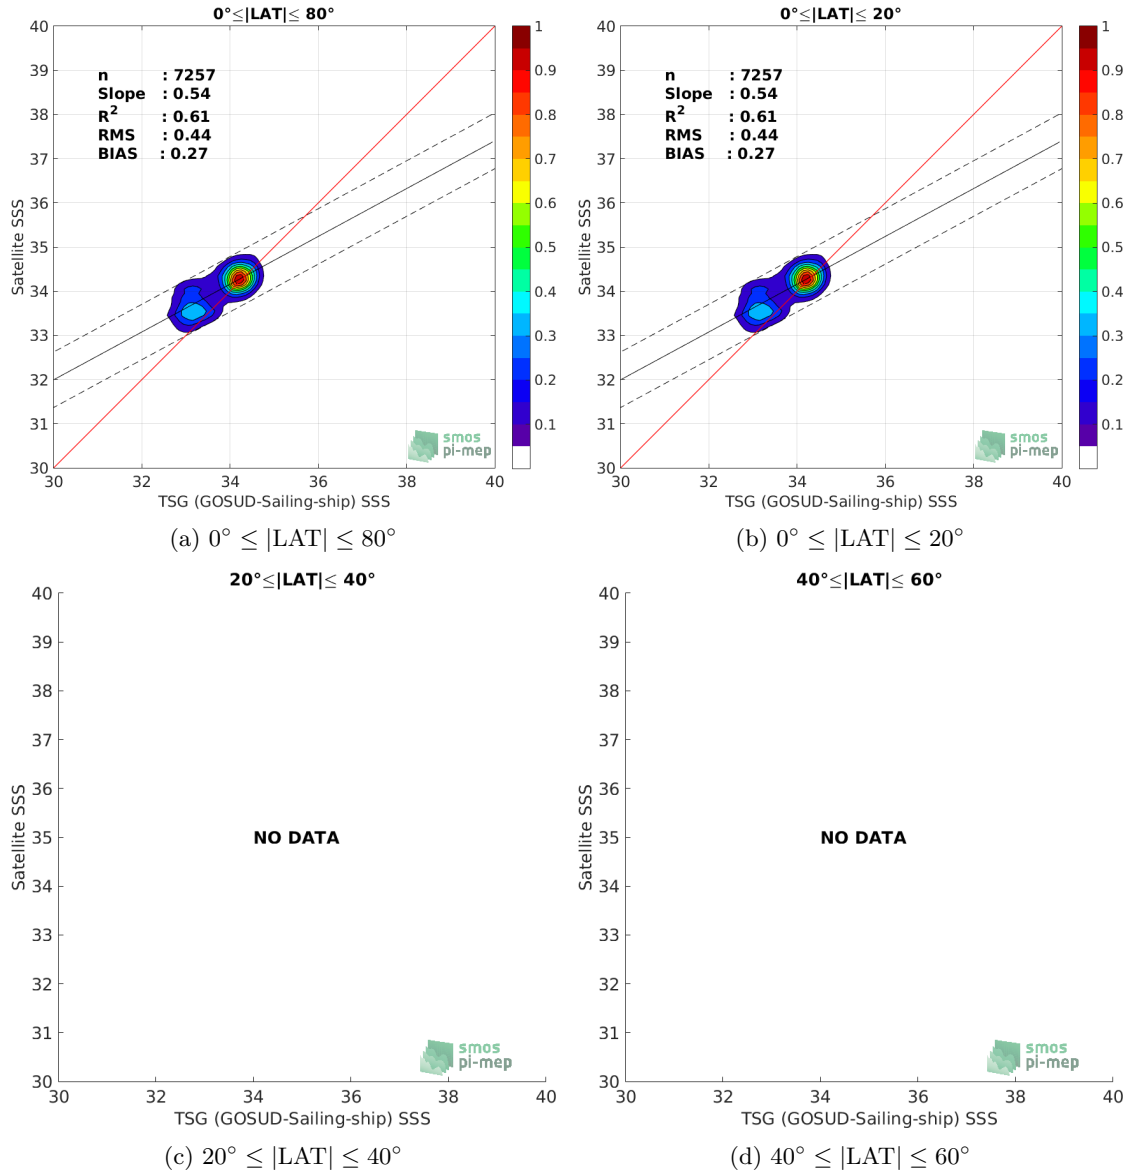 0°≤|LAT|≤ 80°
40
39
38
37
36
35
34
33
32
31
30
Satellite SSS
n : 7257
Slope : 0.54
R² : 0.61
RMS : 0.44
BIAS : 0.27
1
0.9
0.8
0.7
0.6
0.5
0.4
0.3
0.2
0.1
smos
pi-mep
30 32 34 36 38 40
TSG (GOSUD-Sailing-ship) SSS
(a) 0° ≤ |LAT| ≤ 80°
0°≤|LAT|≤ 20°
40
39
38
37
36
35
34
33
32
31
30
Satellite SSS
n : 7257
Slope : 0.54
R² : 0.61
RMS : 0.44
BIAS : 0.27
1
0.9
0.8
0.7
0.6
0.5
0.4
0.3
0.2
0.1
smos
pi-mep
30 32 34 36 38 40
TSG (GOSUD-Sailing-ship) SSS
(b) 0° ≤ |LAT| ≤ 20°
20°≤|LAT|≤ 40°
40
39
38
37
36
35
34
33
32
31
30
Satellite SSS
NO DATA
smos
pi-mep
30 32 34 36 38 40
TSG (GOSUD-Sailing-ship) SSS
(c) 20° ≤ |LAT| ≤ 40°
40°≤|LAT|≤ 60°
40
39
38
37
36
35
34
33
32
31
30
Satellite SSS
NO DATA
smos
pi-mep
30 32 34 36 38 40
TSG (GOSUD-Sailing-ship) SSS
(d) 40° ≤ |LAT| ≤ 60°